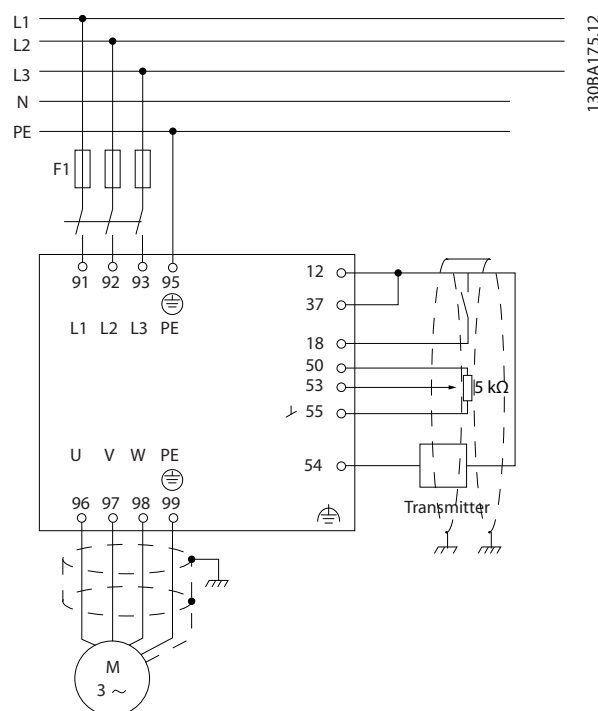 L1
L2
L3
N
PE
130BA175.12
F1
91 92 93 95
L1 L2 L3 PE
12
37
18
50
53
5 kΩ
55
54
Transmitter
U V W PE
96 97 98 99
M
3 ~